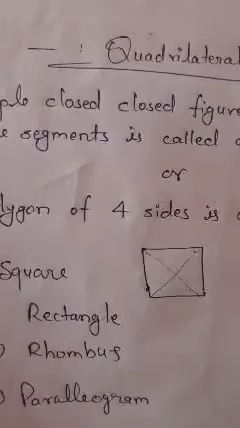 — : Quadrilateral
ple closed closed figure
e segments is called
or
lygon of 4 sides is
Square
Rectangle
) Rhombus
) Paralleogram